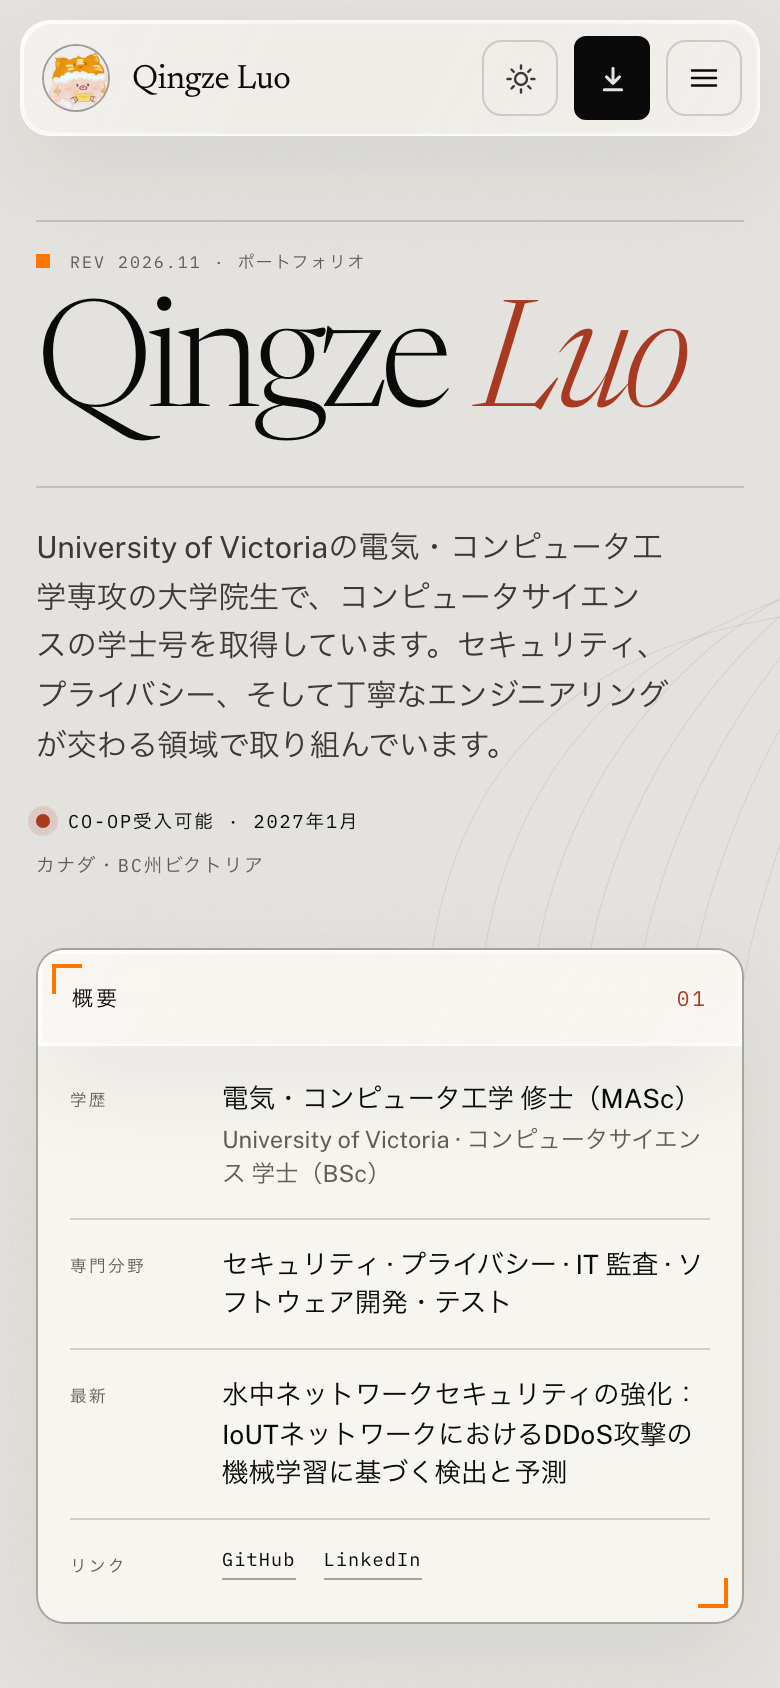 Qingze Luo
REV 2026.11 · ポートフォリオ
Qingze Luo
University of Victoriaの電気・コンピュータ工
学専攻の大学院生で、コンピュータサイエン
スの学士号を取得しています。セキュリティ、
プライバシー、そして丁寧なエンジニアリング
が交わる領域で取り組んでいます。
CO-OP受入可能 · 2027年1月
カナダ・BC州ビクトリア
概要
01
学歴
電気・コンピュータ工学 修士（MASc）
University of Victoria · コンピュータサイエン
ス 学士（BSc）
専門分野
セキュリティ · プライバシー · IT 監査 · ソ
フトウェア開発・テスト
最新
水中ネットワークセキュリティの強化：
IoUTネットワークにおけるDDoS攻撃の
機械学習に基づく検出と予測
リンク
GitHub LinkedIn